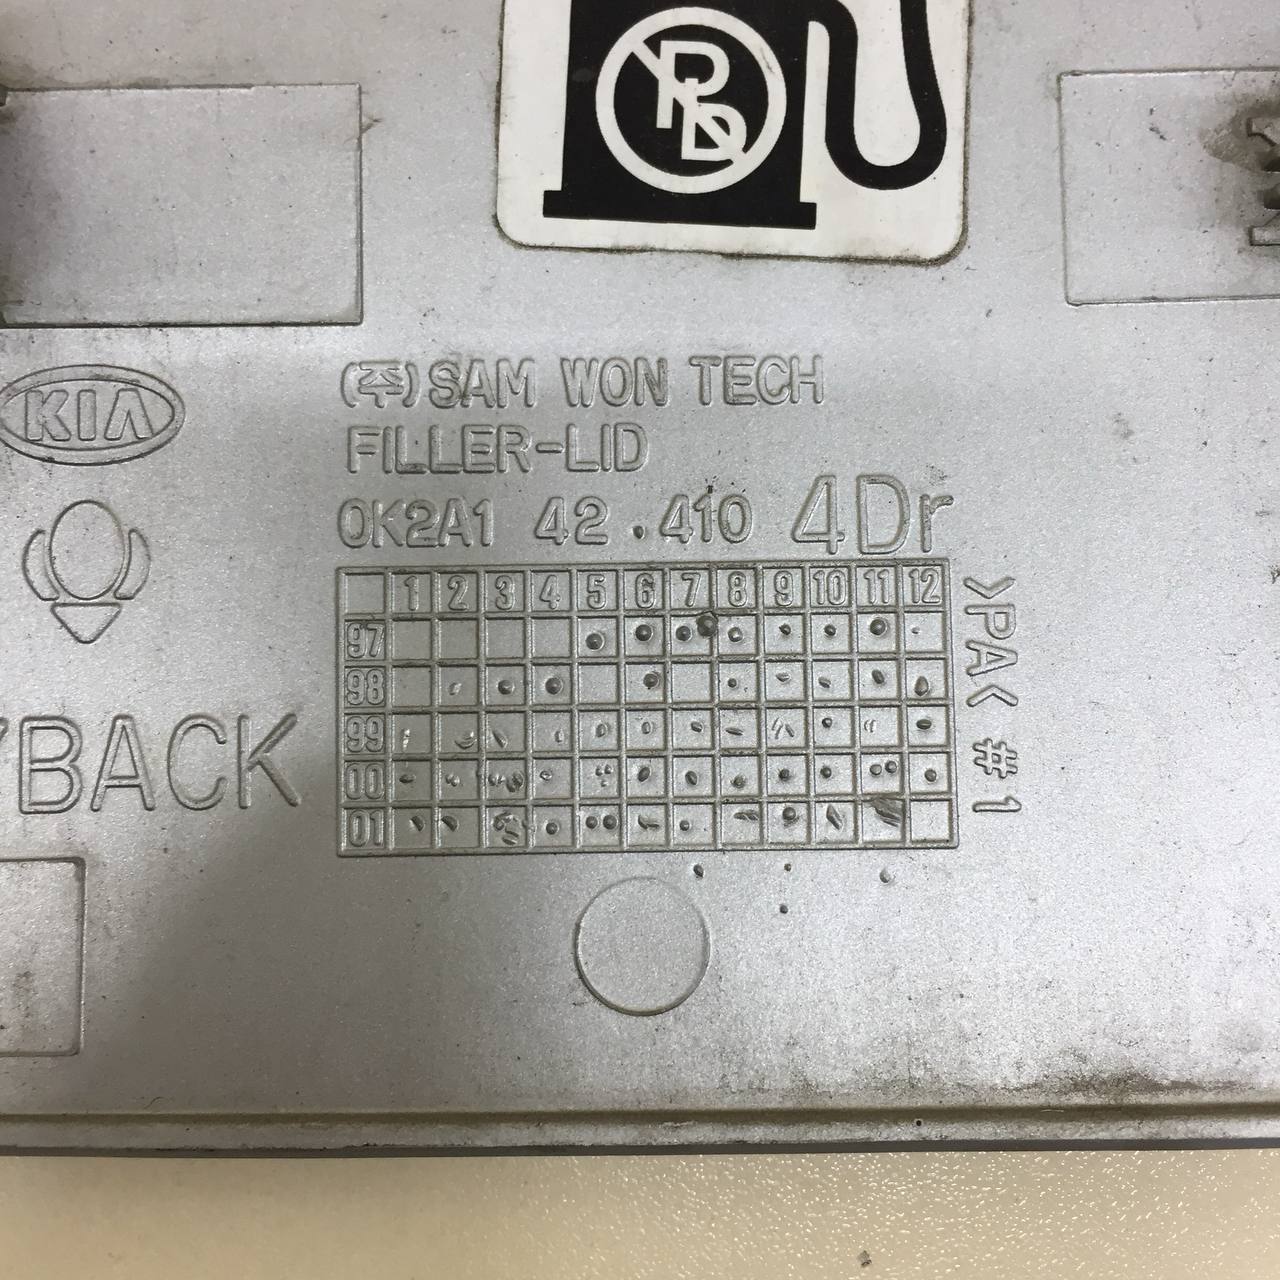 PD
KIA
(주) SAM WON TECH
FILLER-LID
0K2A1 42.410 4Dr
1 2 3 4 5 6 7 8 9 10 11 12
97
98
99
00
01
>PA< #1
BACK